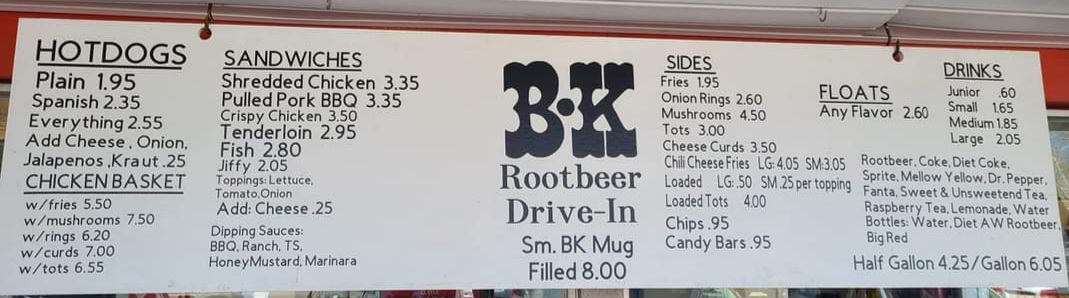 HOTDOGS
Plain 1.95
Spanish 2.35
Everything 2.55
Add Cheese, Onion,
Jalapenos, Kraut .25
CHICKEN BASKET
w/fries 5.50
w/mushrooms 7.50
w/rings 6.20
w/curds 7.00
w/tots 6.55
SANDWICHES
Shredded Chicken 3.35
Pulled Pork BBQ 3.35
Crispy Chicken 3.50
Tenderloin 2.95
Fish 2.80
Jiffy 2.05
Toppings: Lettuce,
Tomato Onion
Add: Cheese .25
Dipping Sauces:
BBQ, Ranch, TS,
Honey Mustard, Marinara
B·K
Rootbeer
Drive-In
Sm. BK Mug
Filled 8.00
SIDES
Fries 1.95
Onion Rings 2.60
Mushrooms 4.50
Tots 3.00
Cheese Curds 3.50
Chili Cheese Fries LG: 4.05 SM: 3.05
Loaded LG: .50 SM .25 per topping
Loaded Tots 4.00
Chips .95
Candy Bars .95
FLOATS
Any Flavor 2.60
DRINKS
Junior .60
Small 1.65
Medium 1.85
Large 2.05
Rootbeer, Coke, Diet Coke,
Sprite, Mellow Yellow, Dr. Pepper,
Fanta, Sweet & Unsweetend Tea,
Raspberry Tea, Lemonade, Water
Bottles: Water, Diet AW Rootbeer,
Big Red
Half Gallon 4.25/Gallon 6.05